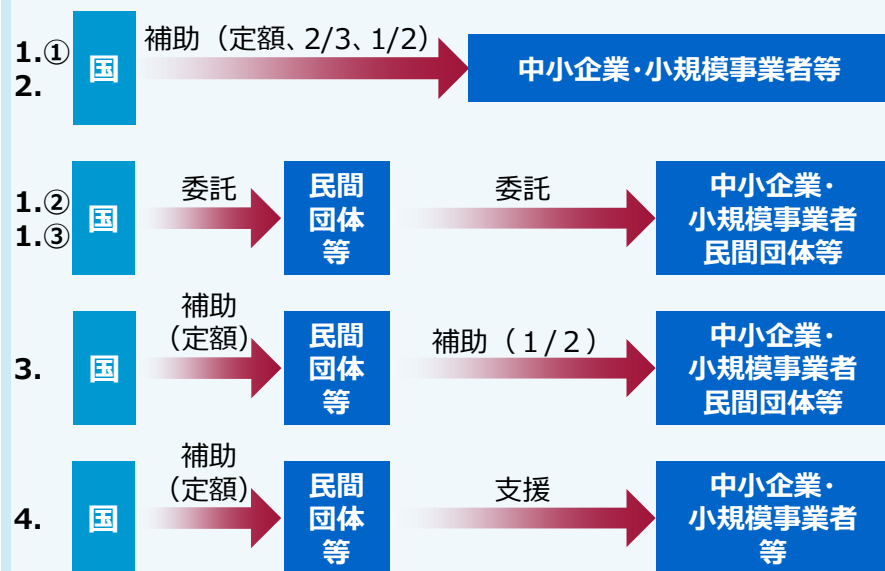 1.①
2.
国
補助（定額、2/3、1/2）
中小企業･小規模事業者等
1.②
1.③
国
委託
民間
団体
等
委託
中小企業･
小規模事業者
民間団体等
3.
国
補助
（定額）
民間
団体
等
補助（１/２）
中小企業･
小規模事業者
民間団体等
4.
国
補助
（定額）
民間
団体
等
支援
中小企業･
小規模事業者
等